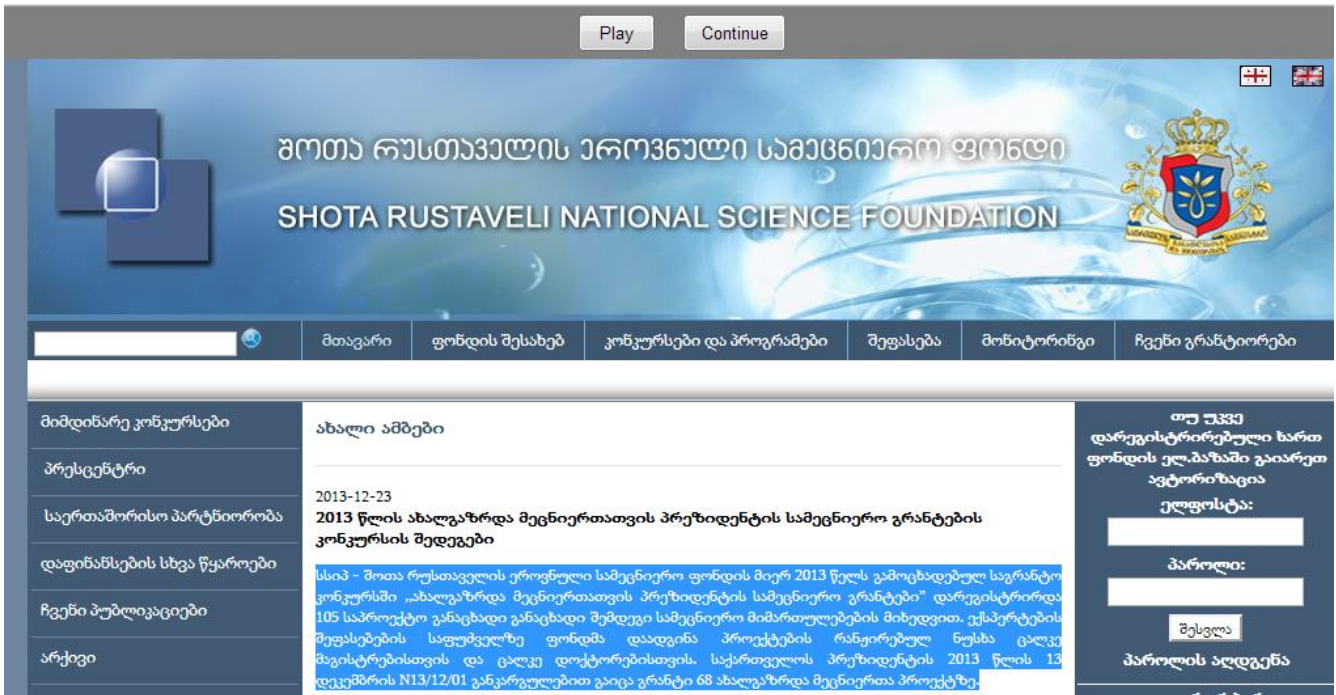 Play Continue
შოთა რუსთაველის ეროვნული სამეცნიერო ფონდი
SHOTA RUSTAVELI NATIONAL SCIENCE FOUNDATION
მთავარი ფონდის შესახებ კონკურსები და პროგრამები შეფასება მონიტორინგი ჩვენი გრანტიორები
მიმდინარე კონკურსები
პრესცენტრი
საერთაშორისო პარტნიორობა
დაფინანსების სხვა წყაროები
ჩვენი პუბლიკაციები
არქივი
ახალი ამბები
2013-12-23
2013 წლის ახალგაზრდა მეცნიერთათვის პრეზიდენტის სამეცნიერო გრანტების
კონკურსის შედეგები
სსიპ - შოთა რუსთაველის ეროვნული სამეცნიერო ფონდის მიერ 2013 წელს გამოცხადებულ საგრანტო
კონკურსში „ახალგაზრდა მეცნიერთათვის პრეზიდენტის სამეცნიერო გრანტები” დარეგისტრირდა
105 საპროექტო განაცხადი განაცხადი შემდეგი სამეცნიერო მიმართულებების მიხედვით. ექსპერტების
შეფასებების საფუძველზე ფონდმა დაადგინა პროექტების რანჟირებულ ნუსხა ცალკე
მაგისტრებისთვის და ცალკე დოქტორებისთვის. საქართველოს პრეზიდენტის 2013 წლის 13
დეკემბრის N13/12/01 განკარგულებით გაიცა გრანტი 68 ახალგაზრდა მეცნიერთა პროექტზე.
თუ უკვე
დარეგისტრირებული ხართ
ფონდის ელ.ბაზაში გაიარეთ
ავტორიზაცია
ელფოსტა:
პაროლი:
შესვლა
პაროლის აღდგენა